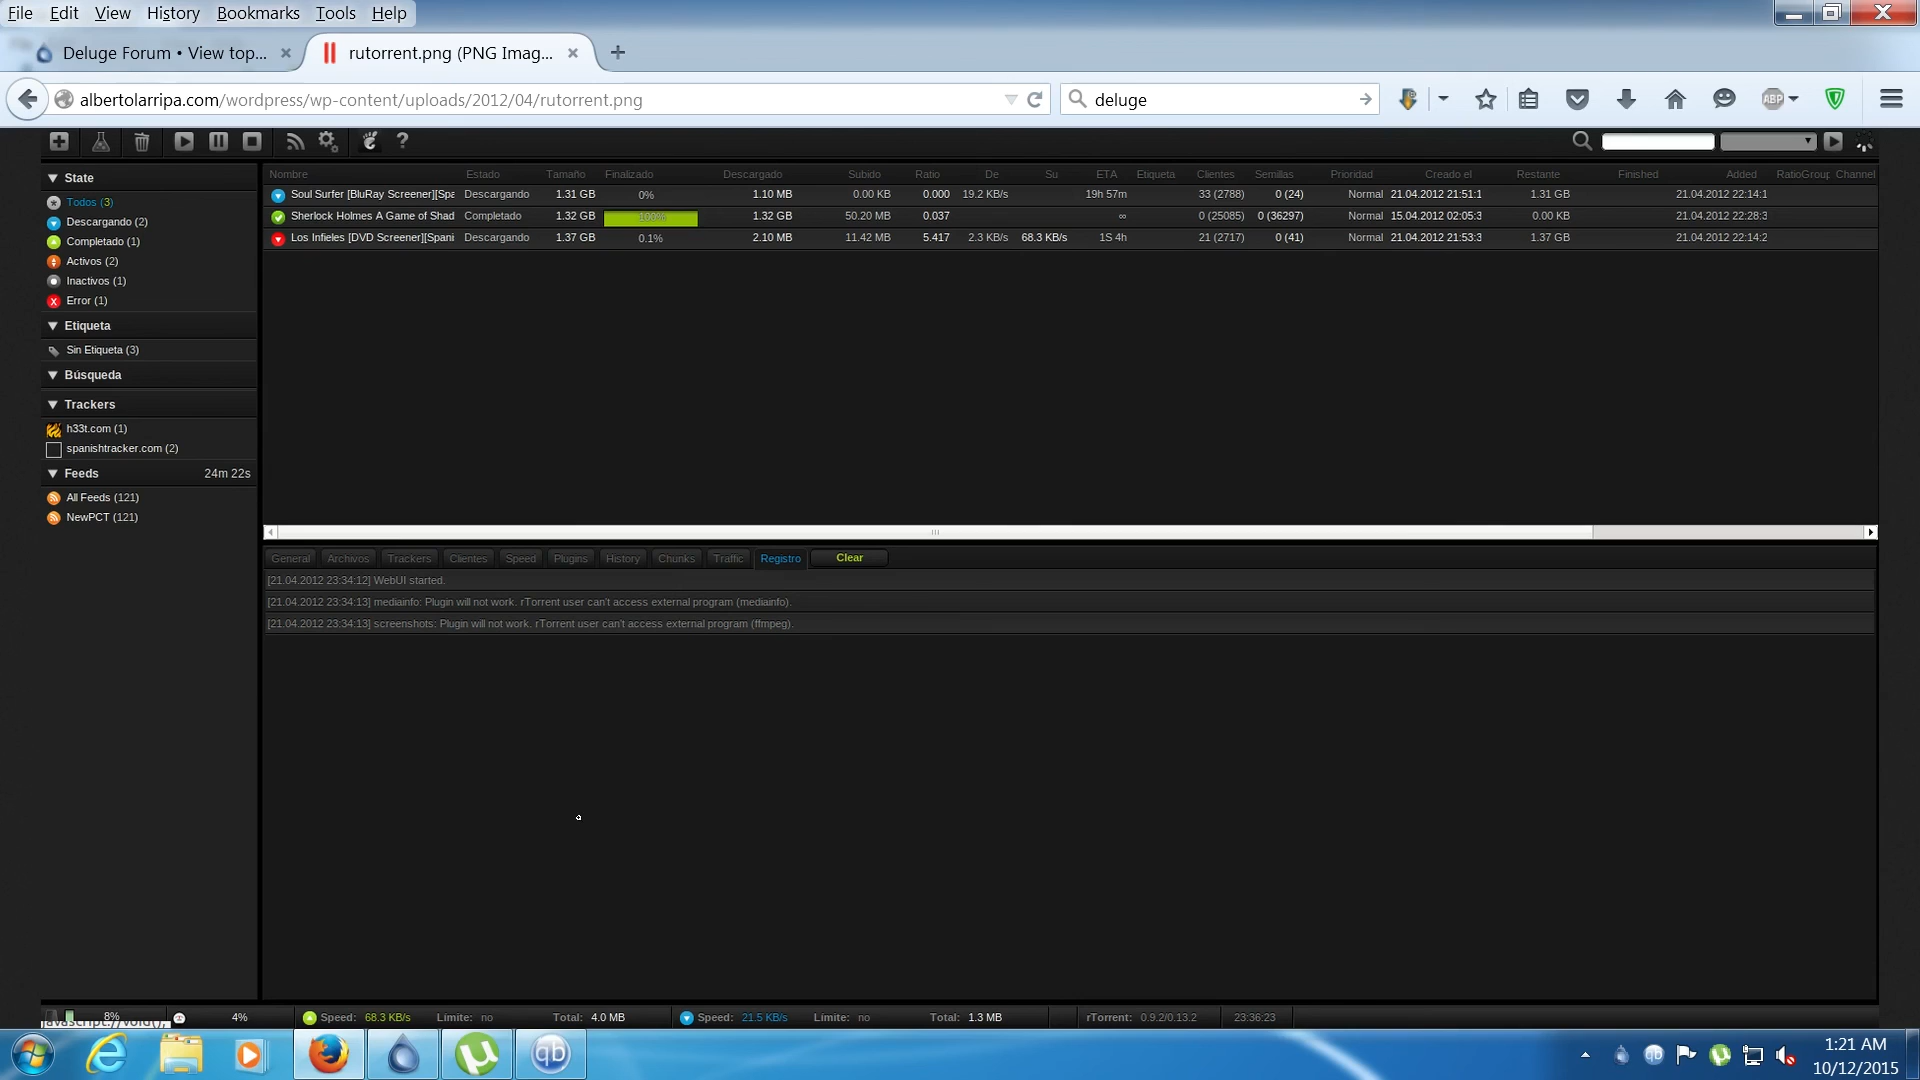 File Edit View History Bookmarks Tools Help
Deluge Forum • View top...
rutorrent.png (PNG Imag...
albertolarripa.com/wordpress/wp-content/uploads/2012/04/rutorrent.png
deluge
ABP
State
Todos (3)
Descargando (2)
Completado (1)
Activos (2)
Inactivos (1)
Error (1)
Etiqueta
Sin Etiqueta (3)
Búsqueda
Trackers
h33t.com (1)
spanishtracker.com (2)
Feeds 24m 22s
All Feeds (121)
NewPCT (121)
Nombre Estado Tamaño Finalizado Descargado Subido Ratio De Su ETA Etiqueta Clientes Semillas Prioridad Creado el Restante Finished Added RatioGroup Channel
Soul Surfer [BluRay Screener][Spa Descargando 1.31 GB 0% 1.10 MB 0.00 KB 0.000 19.2 KB/s 19h 57m 33 (2788) 0 (24) Normal 21.04.2012 21:51:1 1.31 GB 21.04.2012 22:14:1
Sherlock Holmes A Game of Shad Completado 1.32 GB 100% 1.32 GB 50.20 MB 0.037 ∞ 0 (25085) 0 (36297) Normal 15.04.2012 02:05:3 0.00 KB 21.04.2012 22:28:3
Los Infieles [DVD Screener][Spani Descargando 1.37 GB 0.1% 2.10 MB 11.42 MB 5.417 2.3 KB/s 68.3 KB/s 1S 4h 21 (2717) 0 (41) Normal 21.04.2012 21:53:3 1.37 GB 21.04.2012 22:14:2
General Archivos Trackers Clientes Speed Plugins History Chunks Traffic Registro Clear
[21.04.2012 23:34:12] WebUI started.
[21.04.2012 23:34:13] mediainfo: Plugin will not work. rTorrent user can't access external program (mediainfo).
[21.04.2012 23:34:13] screenshots: Plugin will not work. rTorrent user can't access external program (ffmpeg).
8% 4% Speed: 68.3 KB/s Límite: no Total: 4.0 MB Speed: 21.5 KB/s Límite: no Total: 1.3 MB rTorrent: 0.9.2/0.13.2 23:36:23
javascript://void();
qb
qb
1:21 AM
10/12/2015